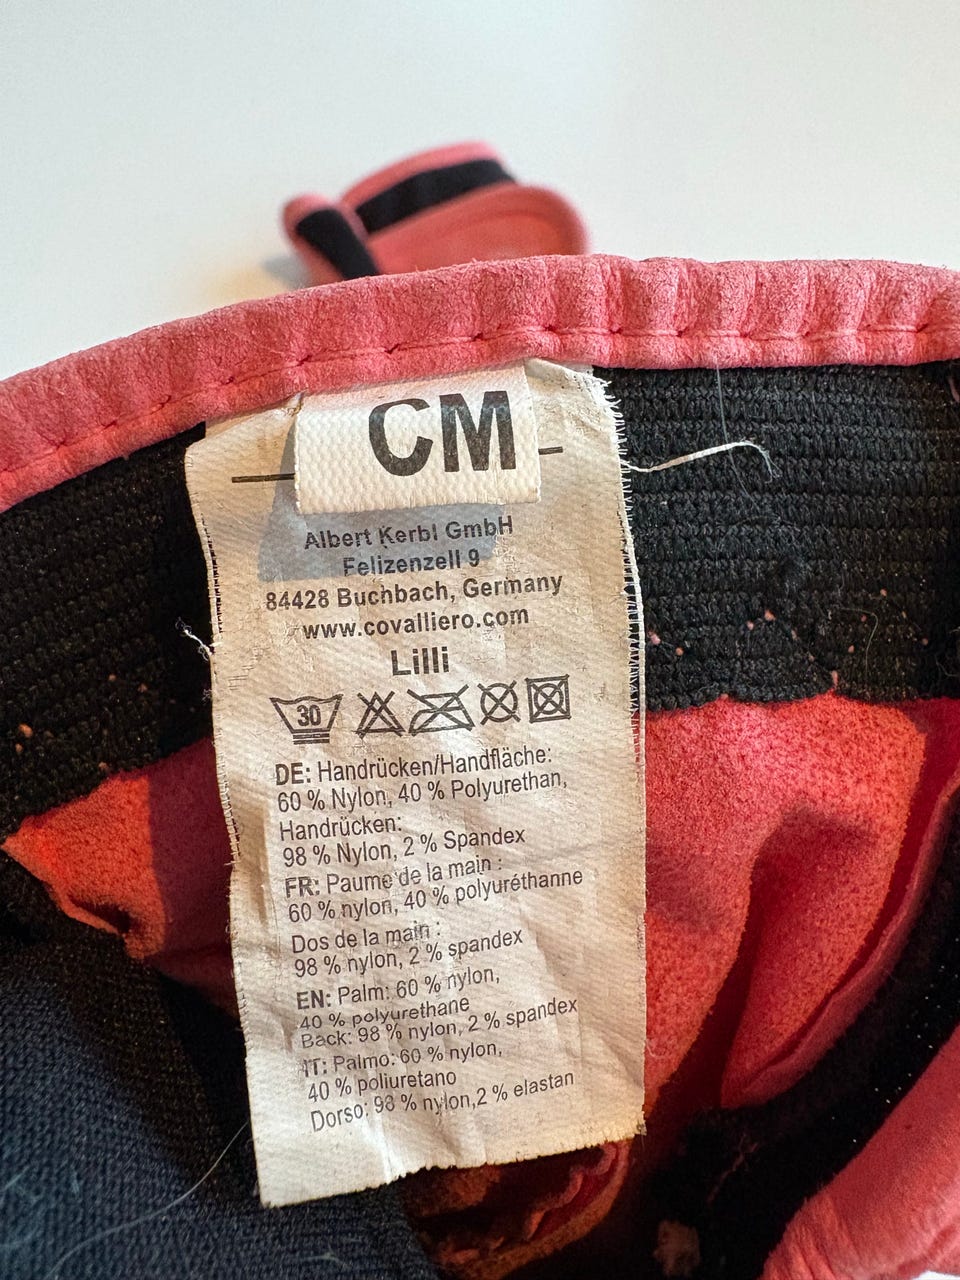 CM
Albert Kerbl GmbH
Felizenzell 9
84428 Buchbach, Germany
www.covalliero.com
Lilli
30
DE: Handrücken/Handfläche:
60 % Nylon, 40 % Polyurethan,
Handrücken:
98 % Nylon, 2 % Spandex
FR: Paume de la main :
60 % nylon, 40 % polyuréthanne
Dos de la main :
98 % nylon, 2 % spandex
EN: Palm: 60 % nylon,
40 % polyurethane
Back: 98 % nylon, 2 % spandex
IT: Palmo: 60 % nylon,
40 % poliuretano
Dorso: 98 % nylon,2 % elastan